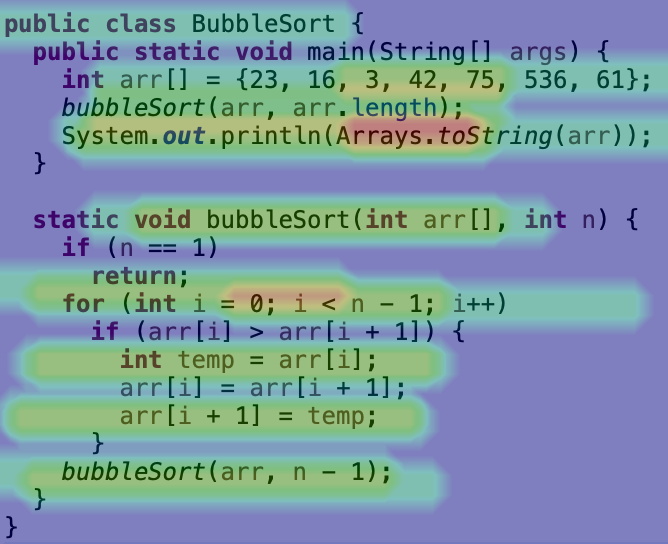 public class BubbleSort {
  public static void main(String[] args) {
    int arr[] = {23, 16, 3, 42, 75, 536, 61};
    bubbleSort(arr, arr.length);
    System.out.println(Arrays.toString(arr));
  }
  static void bubbleSort(int arr[], int n) {
    if (n == 1)
      return;
    for (int i = 0; i < n - 1; i++)
      if (arr[i] > arr[i + 1]) {
        int temp = arr[i];
        arr[i] = arr[i + 1];
        arr[i + 1] = temp;
      }
    bubbleSort(arr, n - 1);
  }
}